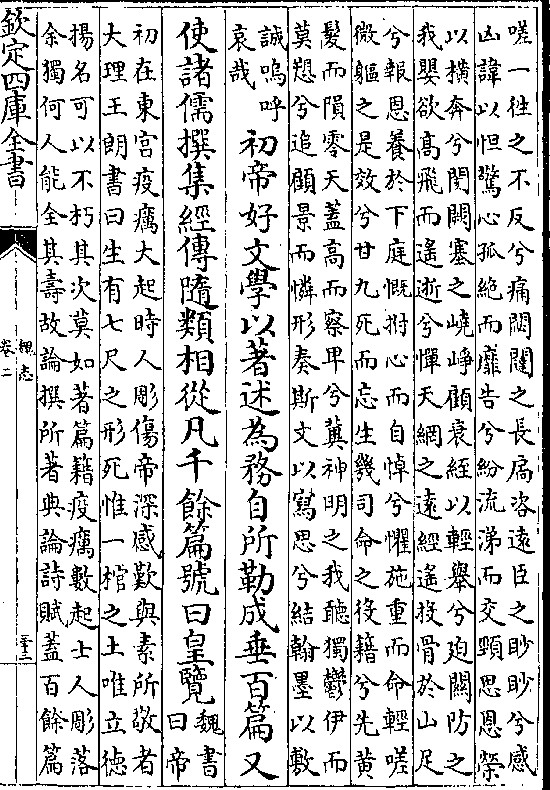 嗟一往之不反兮痛閟闥之長扃咨遠臣之眇眇兮感
凶諱以怛驚心孤絶而靡告兮紛流涕而交頸思恩榮
以橫奔兮閡闕塞之嶢崢顧衰絰以輕舉兮迫關防之
我嬰欲高飛而遥逝兮憚天網之遠經遥投骨於山足
兮報恩養於下庭慨拊心而自悼兮懼施重而命輕嗟
微軀之是效兮甘九死而忘生幾司命之役籍兮先黄
髮而隕零天蓋高而察卑兮冀神明之我聽獨鬱伊而
莫愬兮追顧景而憐形奏斯文以寫思兮結翰墨以敷
誠嗚呼
哀哉
初帝好文學以著述為務自所勒成垂百篇又
使諸儒撰集經傳隨類相從凡千餘篇號曰皇覽
魏書
曰帝
初在東宮疫癘大起時人彫傷帝深感歎與素所敬者
大理王朗書曰生有七尺之形死惟一棺之土唯立徳
揚名可以不朽其次莫如著篇籍疫癘數起士人彫落
余獨何人能全其壽故論撰所著典論詩賦蓋百餘篇
欽定四庫全書
魏志
卷二